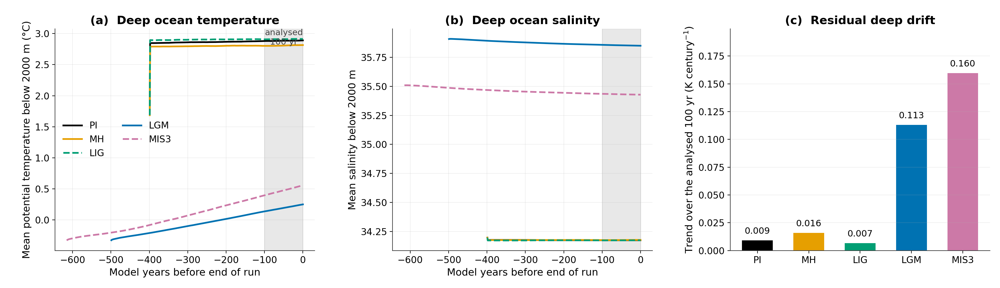 (a)  Deep ocean temperature
Mean potential temperature below 2000 m (°C)
3.0
2.5
2.0
1.5
1.0
0.5
0.0
analysed
100 yr
PI
MH
LIG
LGM
MIS3
−600
−500
−400
−300
−200
−100
0
Model years before end of run
(b)  Deep ocean salinity
Mean salinity below 2000 m
35.75
35.50
35.25
35.00
34.75
34.50
34.25
−600
−500
−400
−300
−200
−100
0
Model years before end of run
(c)  Residual deep drift
Trend over the analysed 100 yr (K century⁻¹)
0.175
0.150
0.125
0.100
0.075
0.050
0.025
0.000
0.009
0.016
0.007
0.113
0.160
PI
MH
LIG
LGM
MIS3